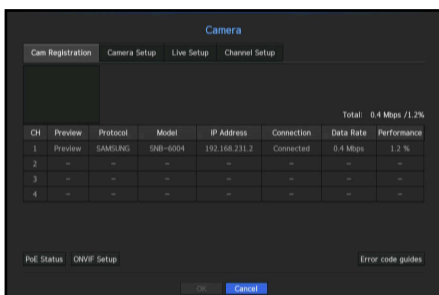 Camera
Cam Registration Camera Setup Live Setup Channel Setup
Total: 0.4 Mbps /1.2%
CH Preview Protocol Model IP Address Connection Data Rate Performance
1 Preview SAMSUNG SNB-6004 192.168.231.2 Connected 0.4 Mbps 1.2 %
2 – – – – – – –
3 – – – – – – –
4 – – – – – – –
PoE Status ONVIF Setup Error code guides
OK Cancel